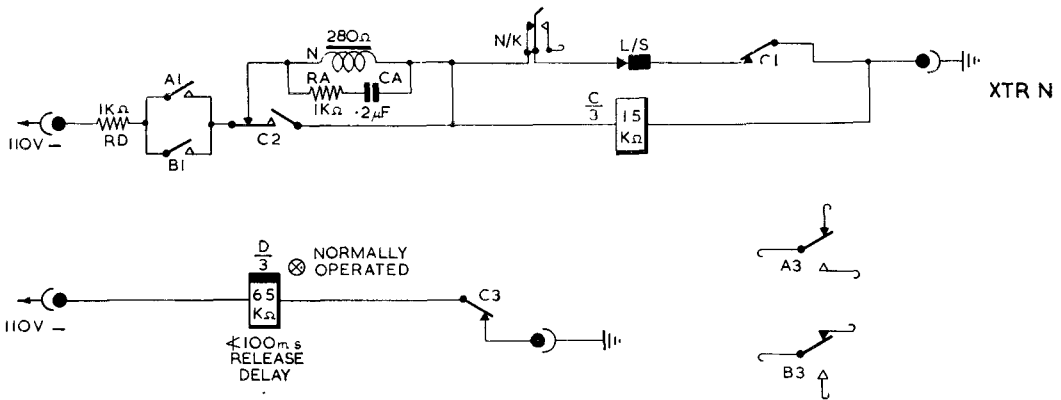 280Ω
N
RA
CA
1KΩ
·2μF
N/K
L/S
C1
XTR N
A1
1KΩ
RD
B1
110V –
C2
C
3
15
KΩ
D
3
⊗ NORMALLY
OPERATED
65
KΩ
110V –
≮100ms
RELEASE
DELAY
C3
A3
B3